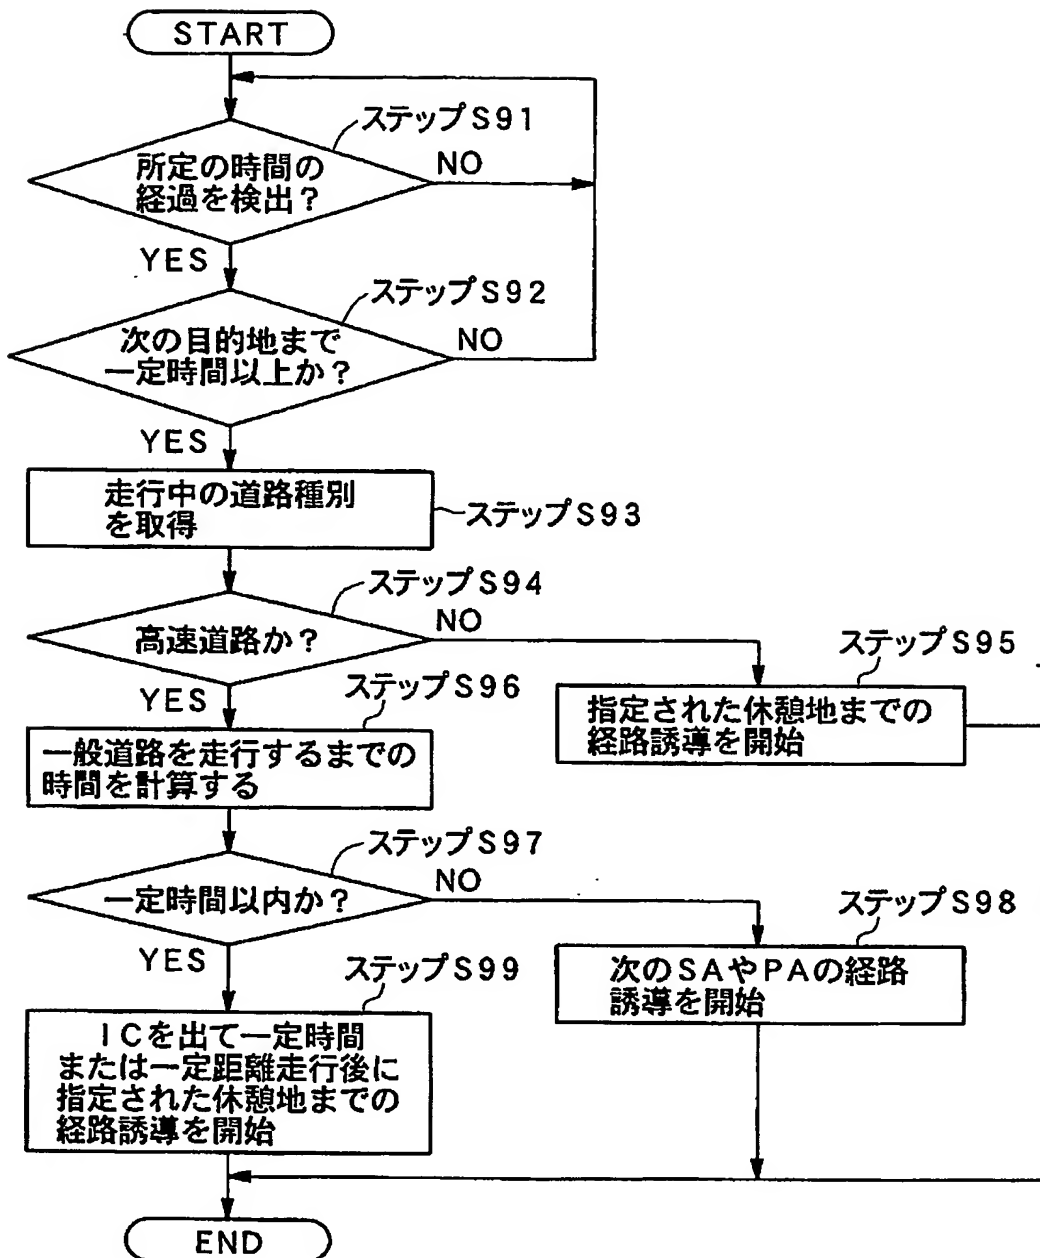 START
ステップS91
所定の時間の
経過を検出？
NO
YES
ステップS92
次の目的地まで
一定時間以上か？
NO
YES
走行中の道路種別
を取得
ステップS93
ステップS94
高速道路か？
NO
YES
ステップS95
指定された休憩地までの
経路誘導を開始
ステップS96
一般道路を走行するまでの
時間を計算する
ステップS97
一定時間以内か？
NO
YES
ステップS98
次のSAやPAの経路
誘導を開始
ステップS99
ICを出て一定時間
または一定距離走行後に
指定された休憩地までの
経路誘導を開始
END